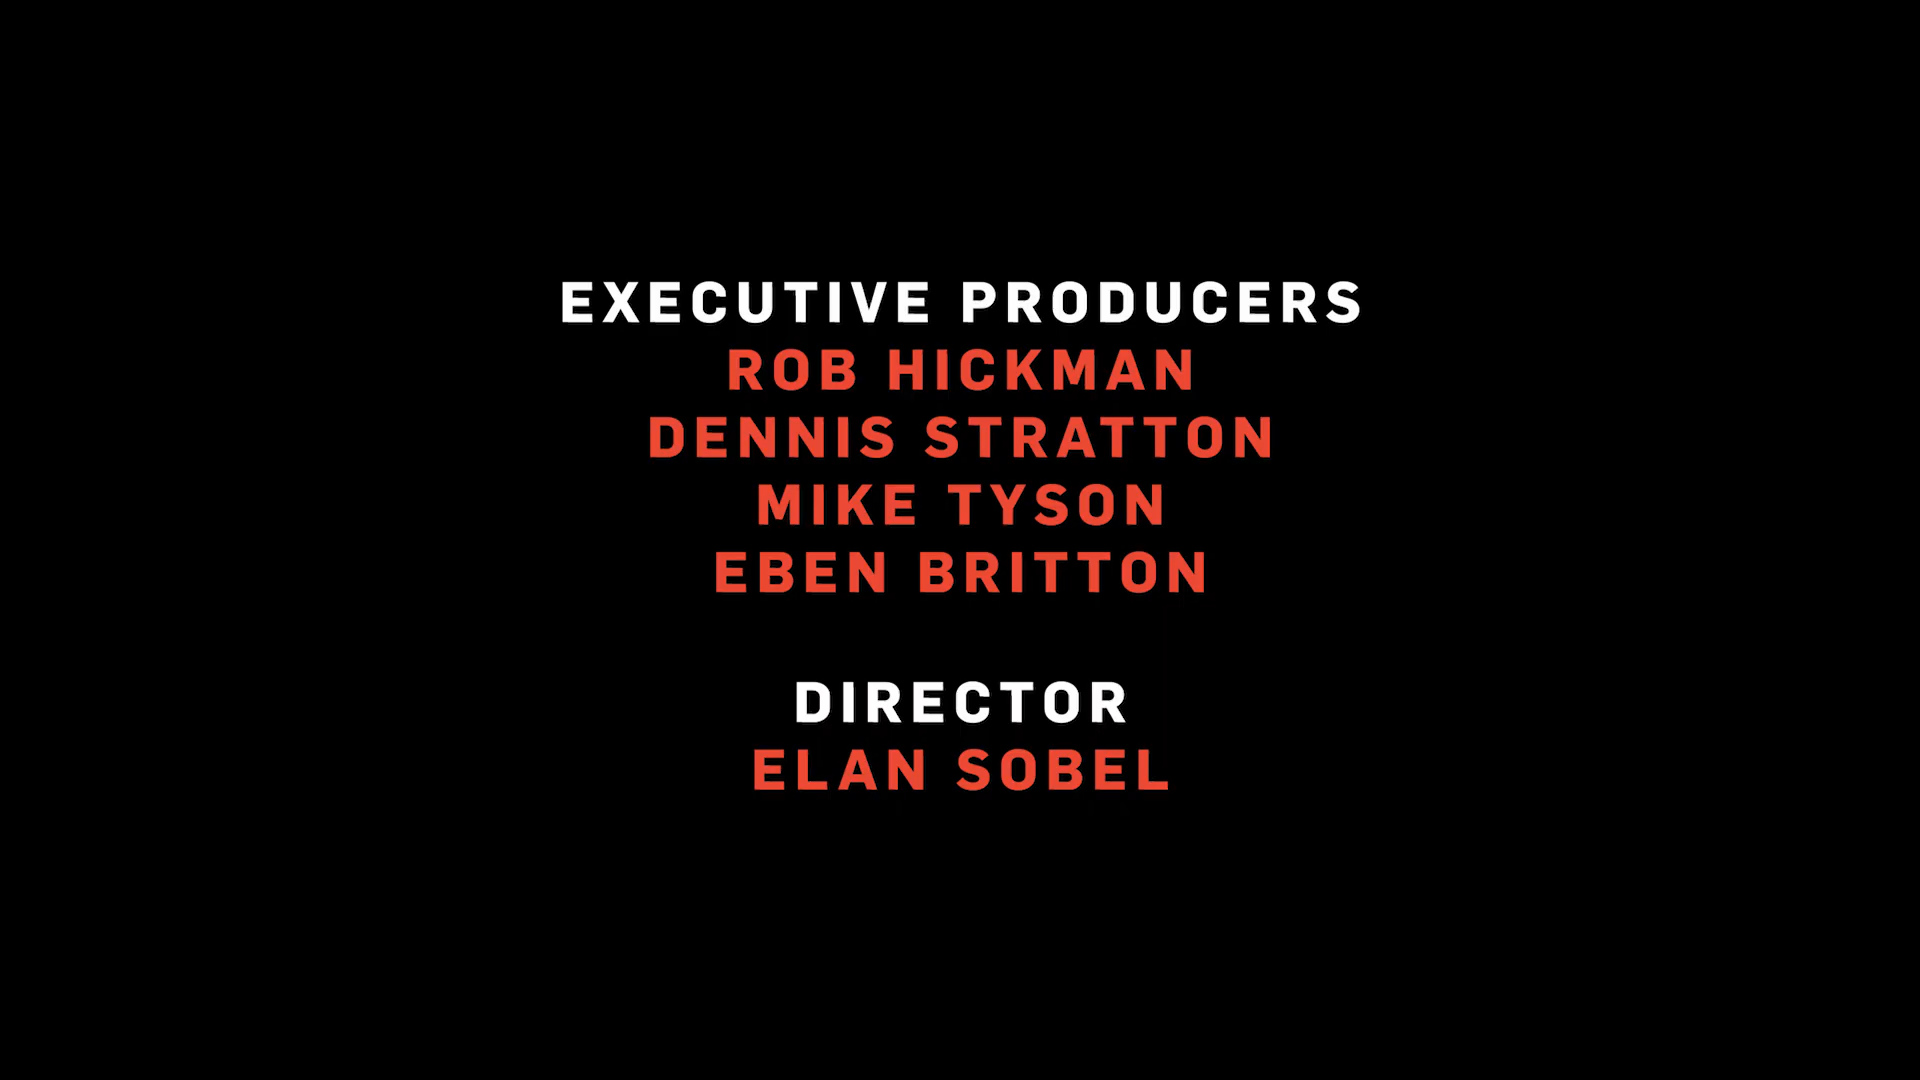 EXECUTIVE PRODUCERS
ROB HICKMAN
DENNIS STRATTON
MIKE TYSON
EBEN BRITTON
DIRECTOR
ELAN SOBEL